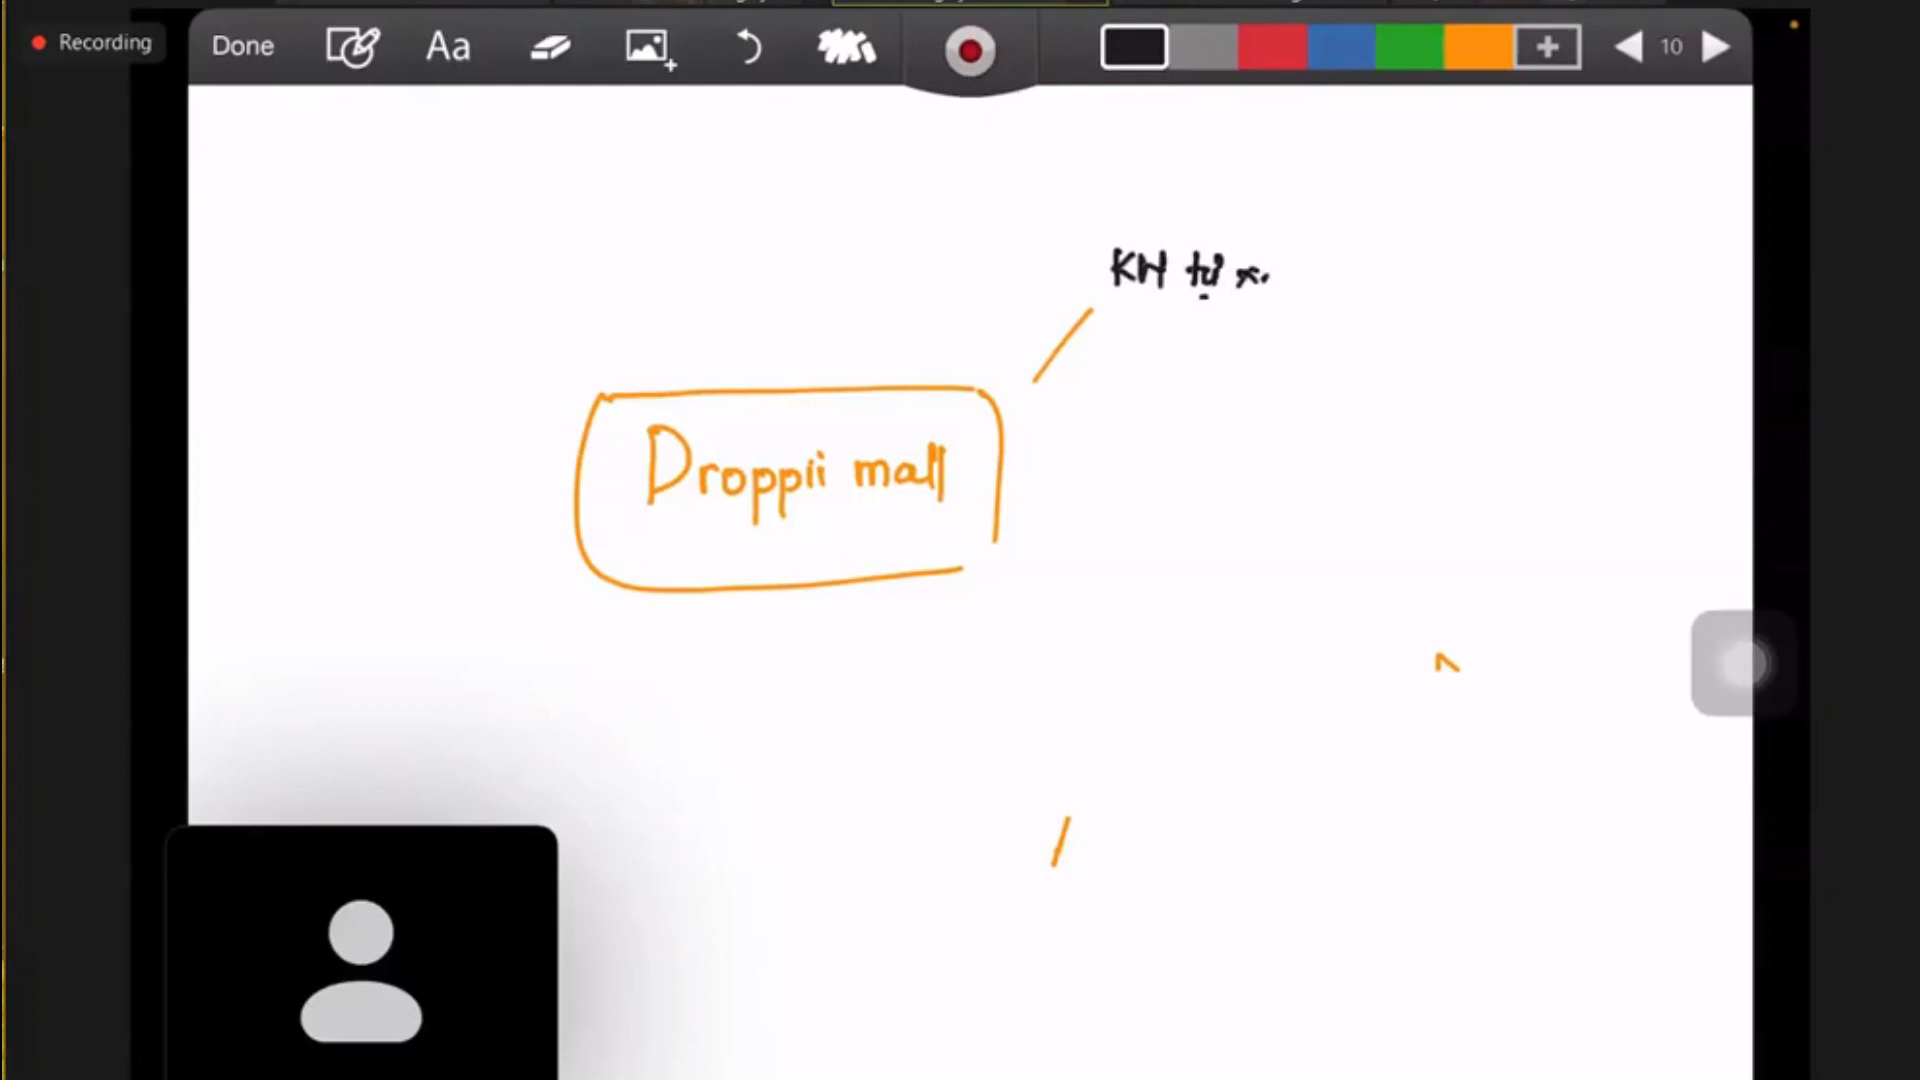 Recording
Done
Aa
10
KH tự x
Droppii mall